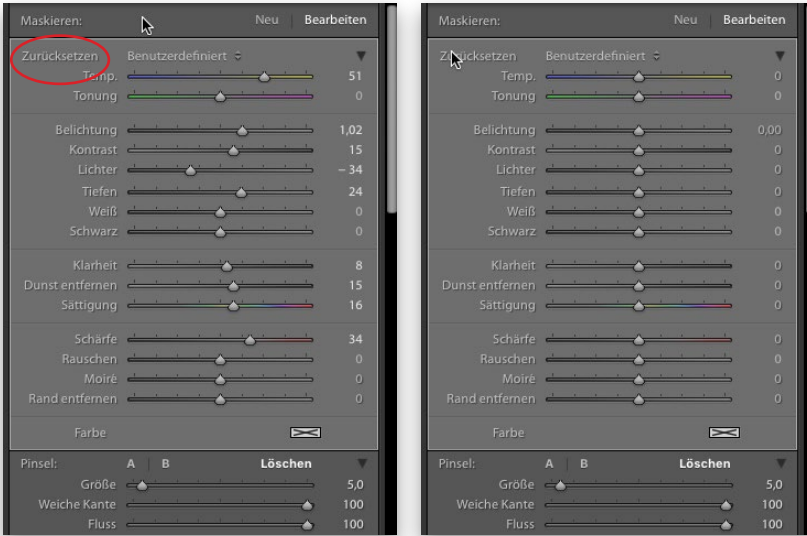 Maskieren: Neu Bearbeiten
Zurücksetzen Benutzerdefiniert
Temp. 51
Tonung 0
Belichtung 1,02
Kontrast 15
Lichter – 34
Tiefen 24
Weiß 0
Schwarz 0
Klarheit 8
Dunst entfernen 15
Sättigung 16
Schärfe 34
Rauschen 0
Moiré 0
Rand entfernen 0
Farbe
Pinsel: A B Löschen
Größe 5,0
Weiche Kante 100
Fluss 100
Maskieren: Neu Bearbeiten
Zurücksetzen Benutzerdefiniert
Temp. 0
Tonung 0
Belichtung 0,00
Kontrast 0
Lichter 0
Tiefen 0
Weiß 0
Schwarz 0
Klarheit 0
Dunst entfernen 0
Sättigung 0
Schärfe 0
Rauschen 0
Moiré 0
Rand entfernen 0
Farbe
Pinsel: A B Löschen
Größe 5,0
Weiche Kante 100
Fluss 100